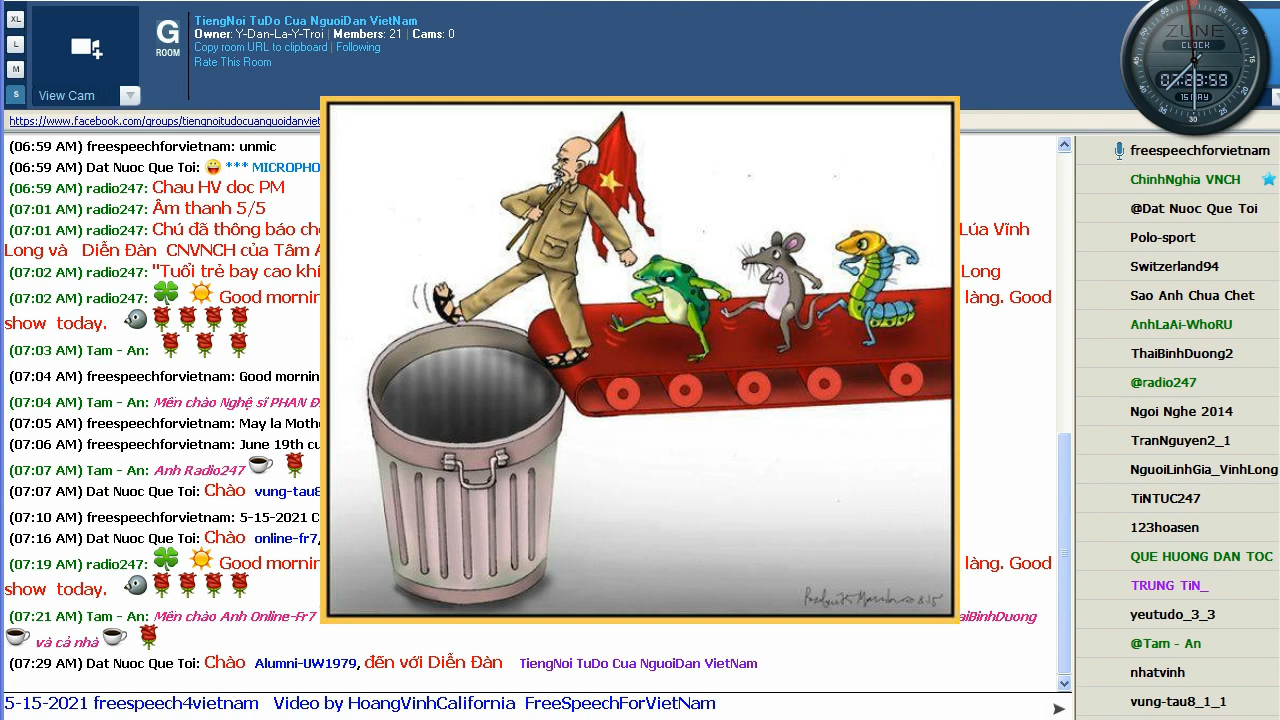 XL
L
M
S
View Cam
G
ROOM
TiengNoi TuDo Cua NguoiDan VietNam
Owner: Y-Dan-La-Y-Troi | Members: 21 | Cams: 0
Copy room URL to clipboard | Following
Rate This Room
ZUNE
CLOCK
07:23:59
15 MAY
https://www.facebook.com/groups/tiengnoitudocuanguoidanviet
(06:59 AM) freespeechforvietnam: unmic
(06:59 AM) Dat Nuoc Que Toi: *** MICROPHO
(06:59 AM) radio247: Chau HV doc PM
(07:01 AM) radio247: Âm thanh 5/5
(07:01 AM) radio247: Chú đã thông báo ch Lúa Vĩnh
Long và Diễn Đàn CNVNCH của Tâm A
(07:02 AM) radio247: "Tuổi trẻ bay cao khí Long
(07:02 AM) radio247: Good mornin làng. Good
show today.
(07:03 AM) Tam - An:
(07:04 AM) freespeechforvietnam: Good mornin
(07:04 AM) Tam - An: Mến chào Nghệ sĩ PHAN Đ
(07:05 AM) freespeechforvietnam: May la Moth
(07:06 AM) freespeechforvietnam: June 19th cu
(07:07 AM) Tam - An: Anh Radio247
(07:07 AM) Dat Nuoc Que Toi: Chào vung-tau8
(07:10 AM) freespeechforvietnam: 5-15-2021 C
(07:16 AM) Dat Nuoc Que Toi: Chào online-fr7,
(07:19 AM) radio247: Good mornin làng. Good
show today.
(07:21 AM) Tam - An: Mến chào Anh Online-Fr7 aiBinhDuong
và cả nhà
(07:29 AM) Dat Nuoc Que Toi: Chào Alumni-UW1979, đến với Diễn Đàn TiengNoi TuDo Cua NguoiDan VietNam
5-15-2021 freespeech4vietnam Video by HoangVinhCalifornia FreeSpeechForVietNam
freespeechforvietnam
ChinhNghia VNCH
@Dat Nuoc Que Toi
Polo-sport
Switzerland94
Sao Anh Chua Chet
AnhLaAi-WhoRU
ThaiBinhDuong2
@radio247
Ngoi Nghe 2014
TranNguyen2_1
NguoiLinhGia_VinhLong
TiNTUC247
123hoasen
QUE HUONG DAN TOC
TRUNG TiN_
yeutudo_3_3
@Tam - An
nhatvinh
vung-tau8_1_1